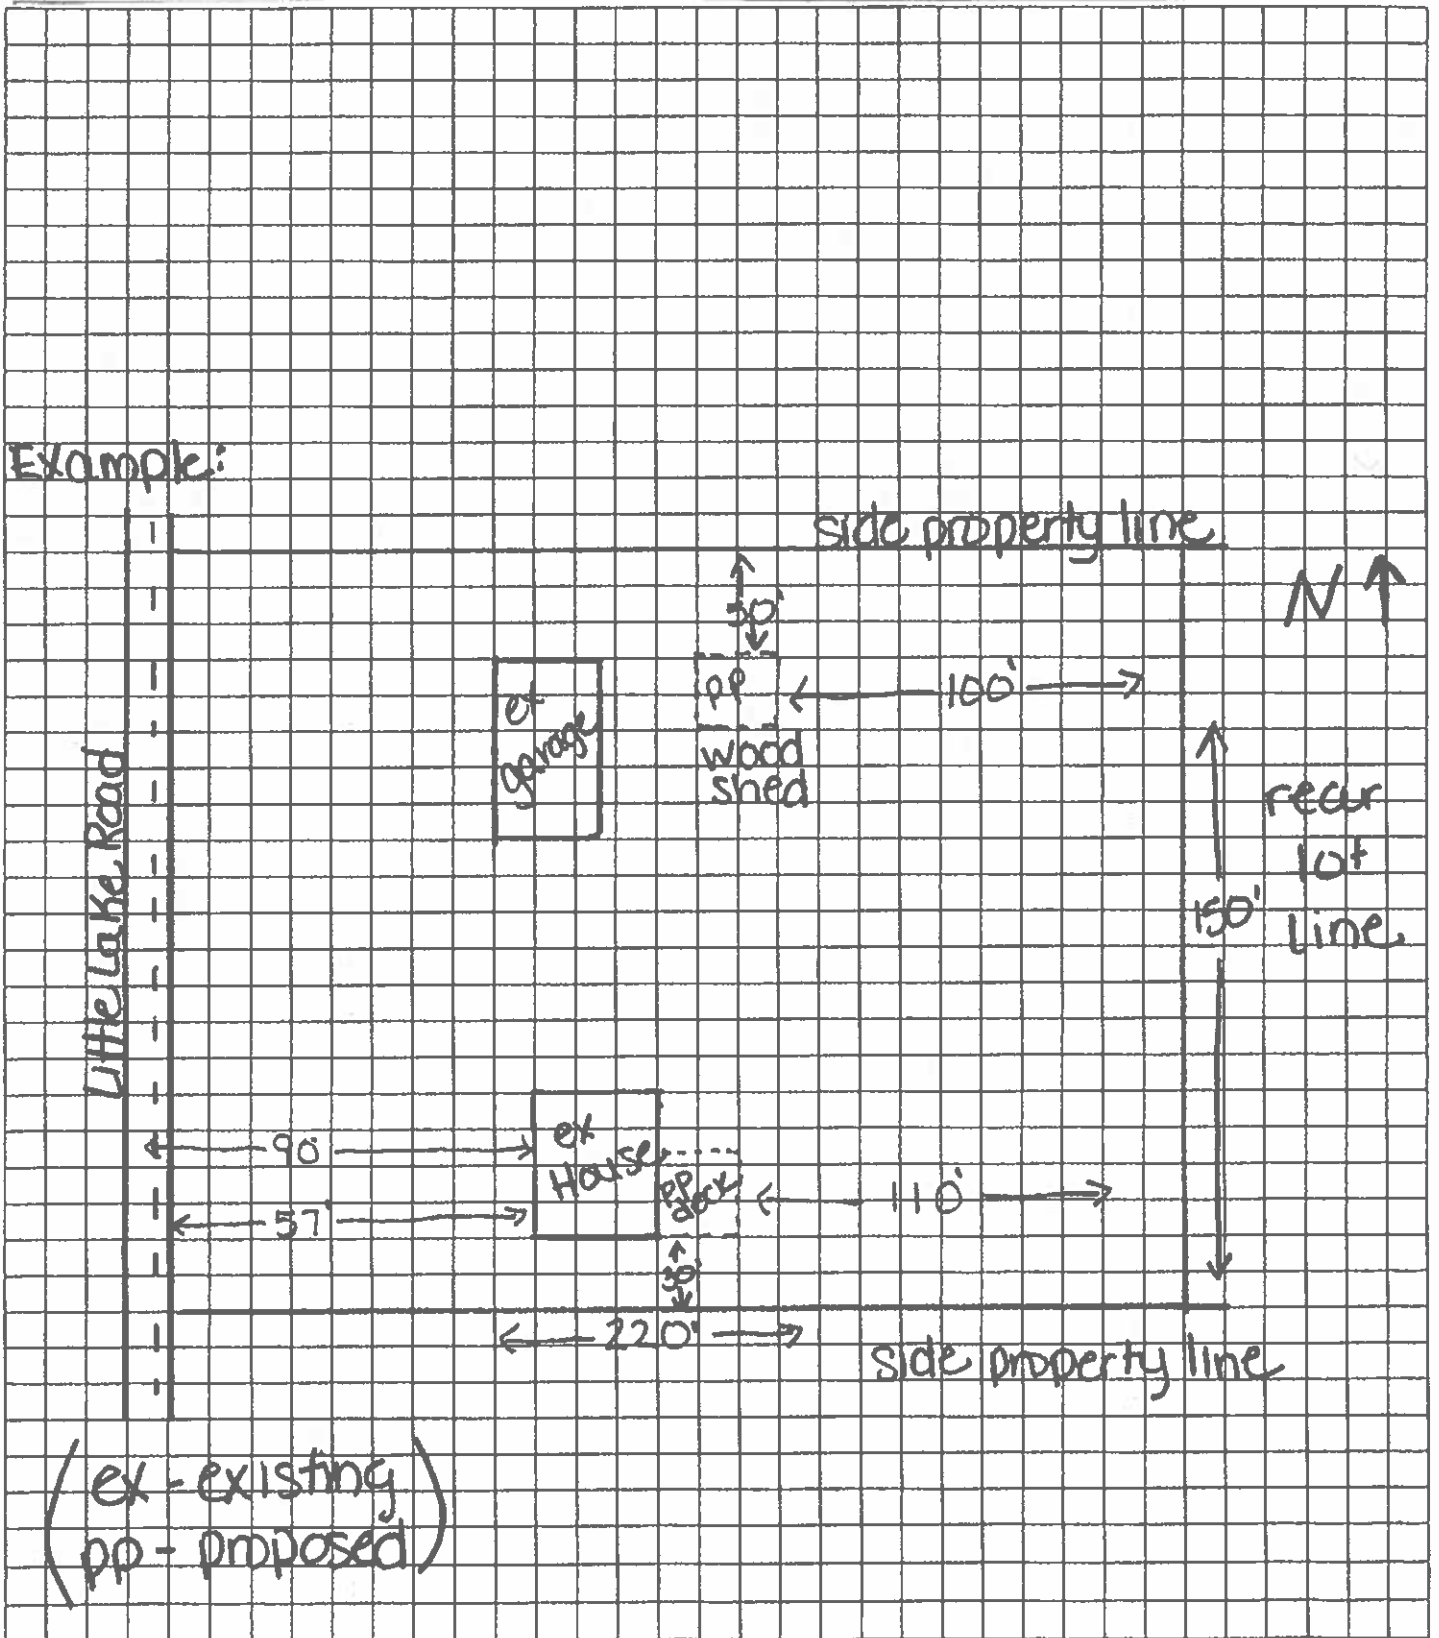 Example:
side property line
N
30'
ex
garage
pp
wood
shed
100'
rear
lot
line
150'
Little Lake Road
90'
ex
House
pp
deck
110'
57'
30'
220'
side property line
(ex - existing
pp - proposed)